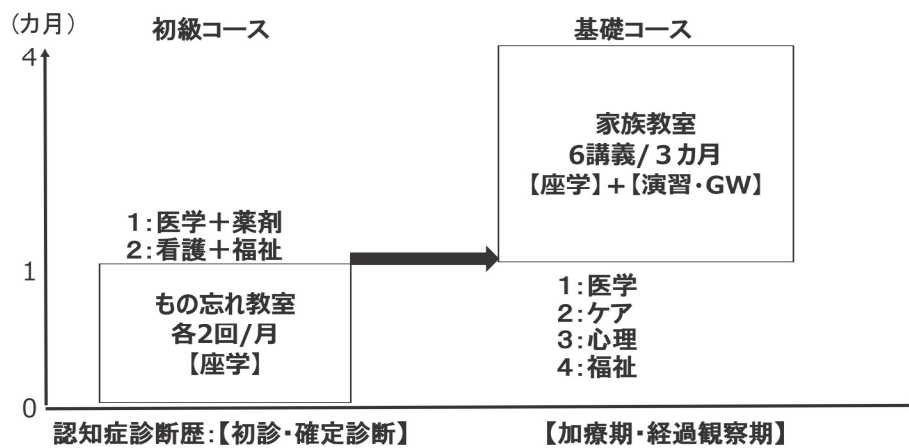 （カ月）
初級コース
基礎コース
4
家族教室
6講義/３カ月
【座学】+【演習・GW】
１:医学＋薬剤
２:看護＋福祉
1
もの忘れ教室
各2回/月
【座学】
１:医学
２:ケア
３:心理
４:福祉
0
認知症診断歴:【初診・確定診断】
【加療期・経過観察期】